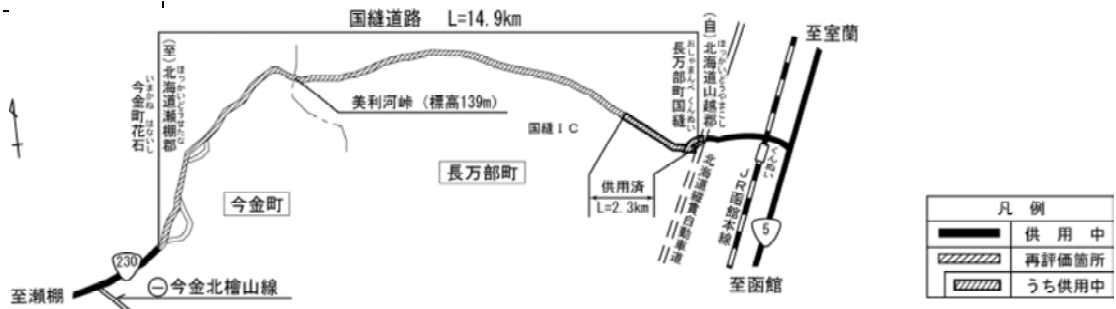 国縫道路 L=14.9km
(至)北海道瀬棚郡
ほっかいどうせたな
今金町花石
いまかね はないし
(自)北海道山越郡
ほっかいどうやまこし
長万部町国縫
おしゃまんべ くんぬい
至室蘭
美利河峠(標高139m)
国縫IC
長万部町
今金町
供用済
L=2.3km
北海道縦貫自動車道
JR函館本線
くんぬい
5
至函館
230
至瀬棚
一今金北檜山線
凡例
供用中
再評価箇所
うち供用中